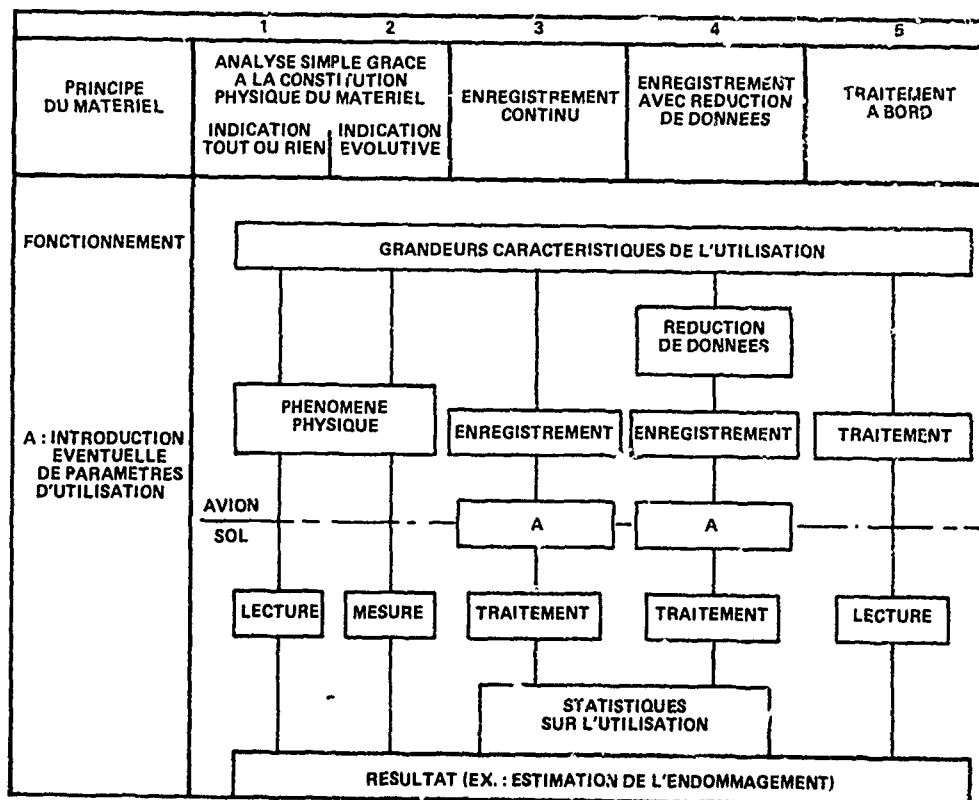 1 2 3 4 5
PRINCIPE
DU MATERIEL
ANALYSE SIMPLE GRACE
A LA CONSTITUTION
PHYSIQUE DU MATERIEL
INDICATION
TOUT OU RIEN
INDICATION
EVOLUTIVE
ENREGISTREMENT
CONTINU
ENREGISTREMENT
AVEC REDUCTION
DE DONNEES
TRAITEMENT
A BORD
FONCTIONNEMENT
GRANDEURS CARACTERISTIQUES DE L'UTILISATION
REDUCTION
DE DONNEES
PHENOMENE
PHYSIQUE
ENREGISTREMENT
ENREGISTREMENT
TRAITEMENT
A : INTRODUCTION
EVENTUELLE
DE PARAMETRES
D'UTILISATION
AVION
SOL
A
A
LECTURE
MESURE
TRAITEMENT
TRAITEMENT
LECTURE
STATISTIQUES
SUR L'UTILISATION
RESULTAT (EX. : ESTIMATION DE L'ENDOMMAGEMENT)